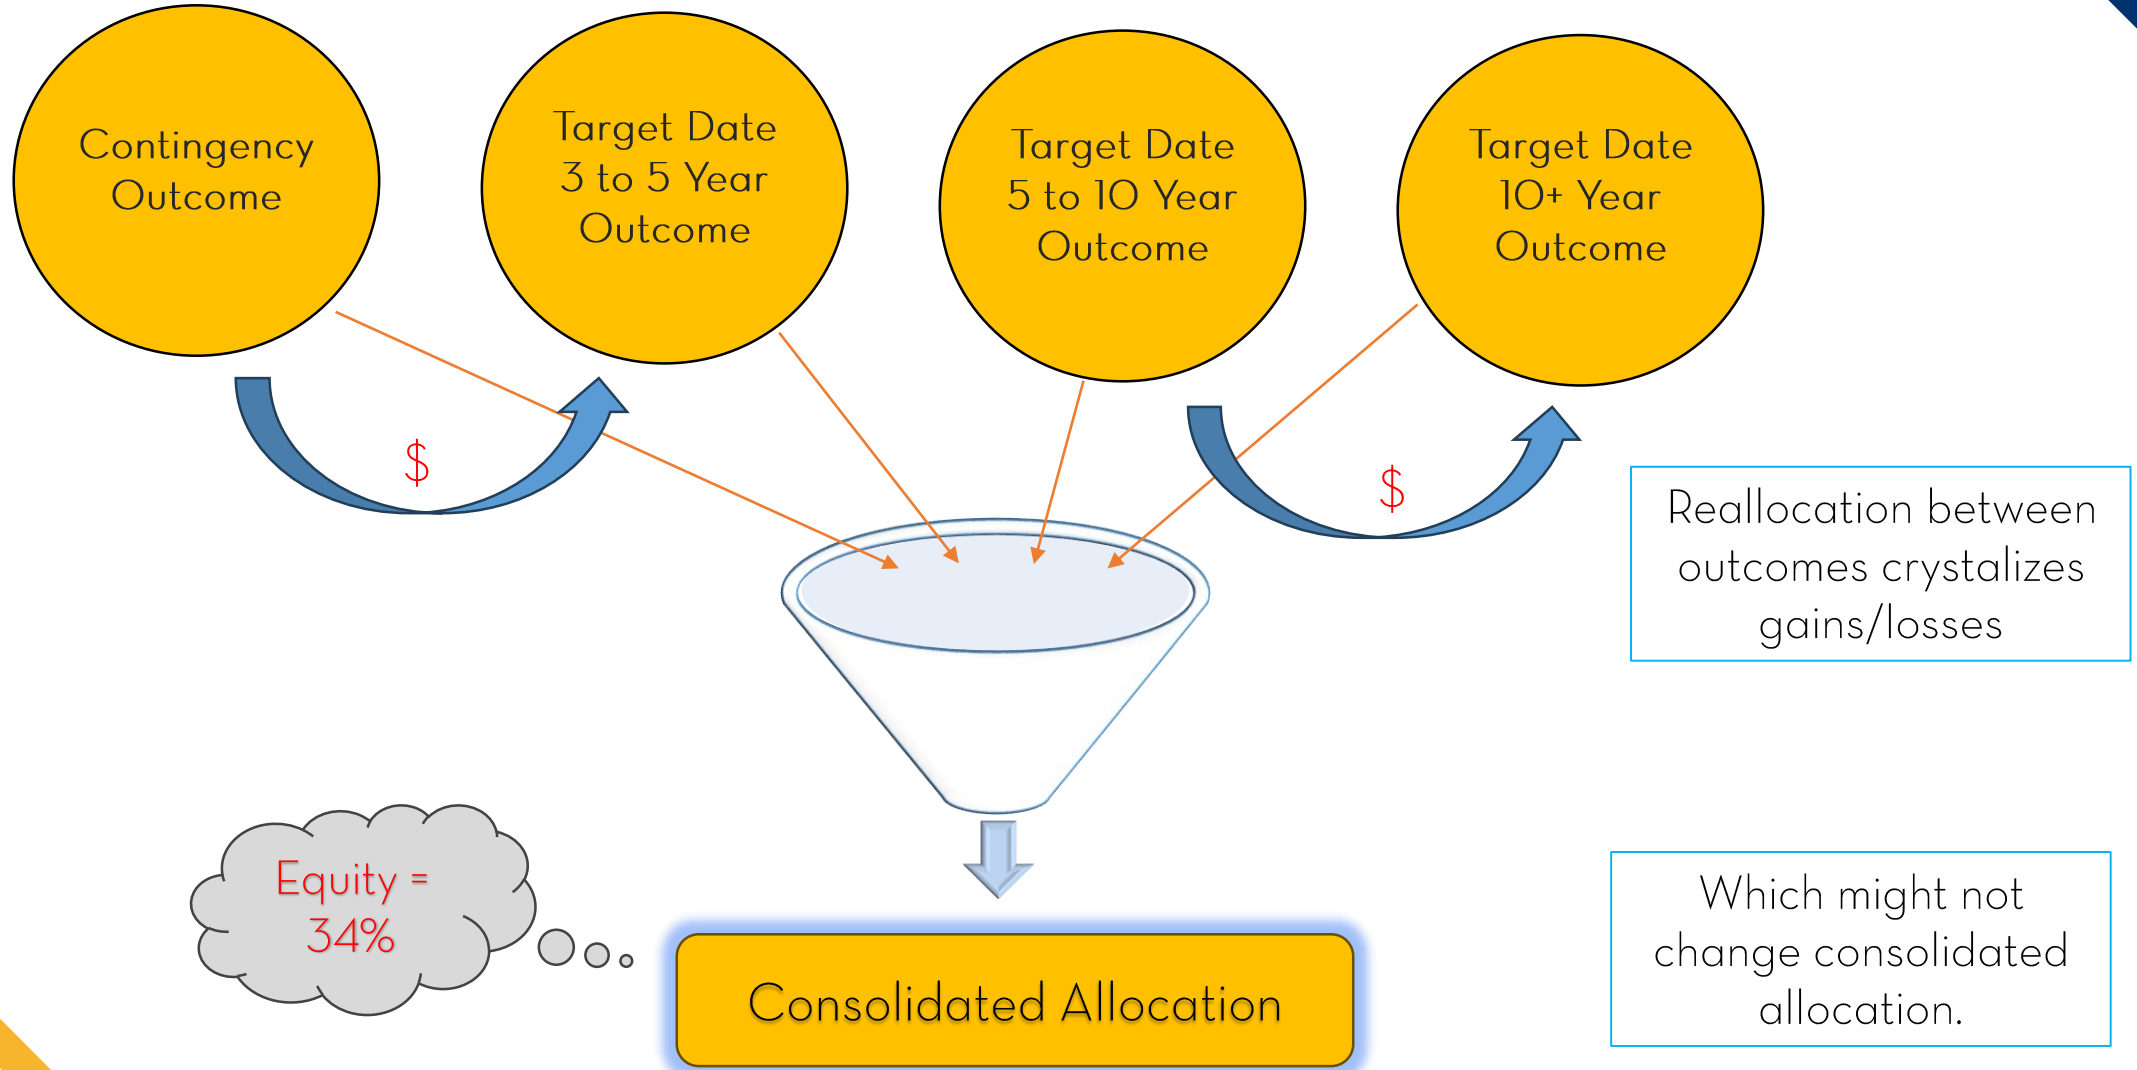 Contingency
Outcome
Target Date
3 to 5 Year
Outcome
Target Date
5 to 10 Year
Outcome
Target Date
10+ Year
Outcome
$
$
Reallocation between
outcomes crystalizes
gains/losses
Equity =
34%
Consolidated Allocation
Which might not
change consolidated
allocation.